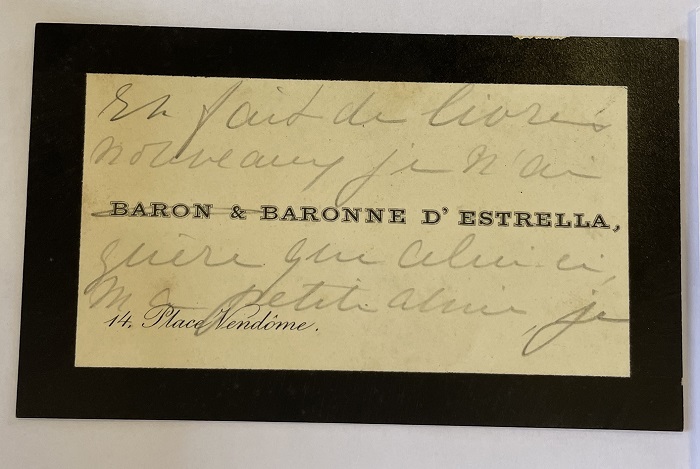 En fait de livres
nouveaux je n'ai
BARON & BARONNE D'ESTRELLA,
guère que celui ci,
Ma petite amie, je
14, Place Vendôme.